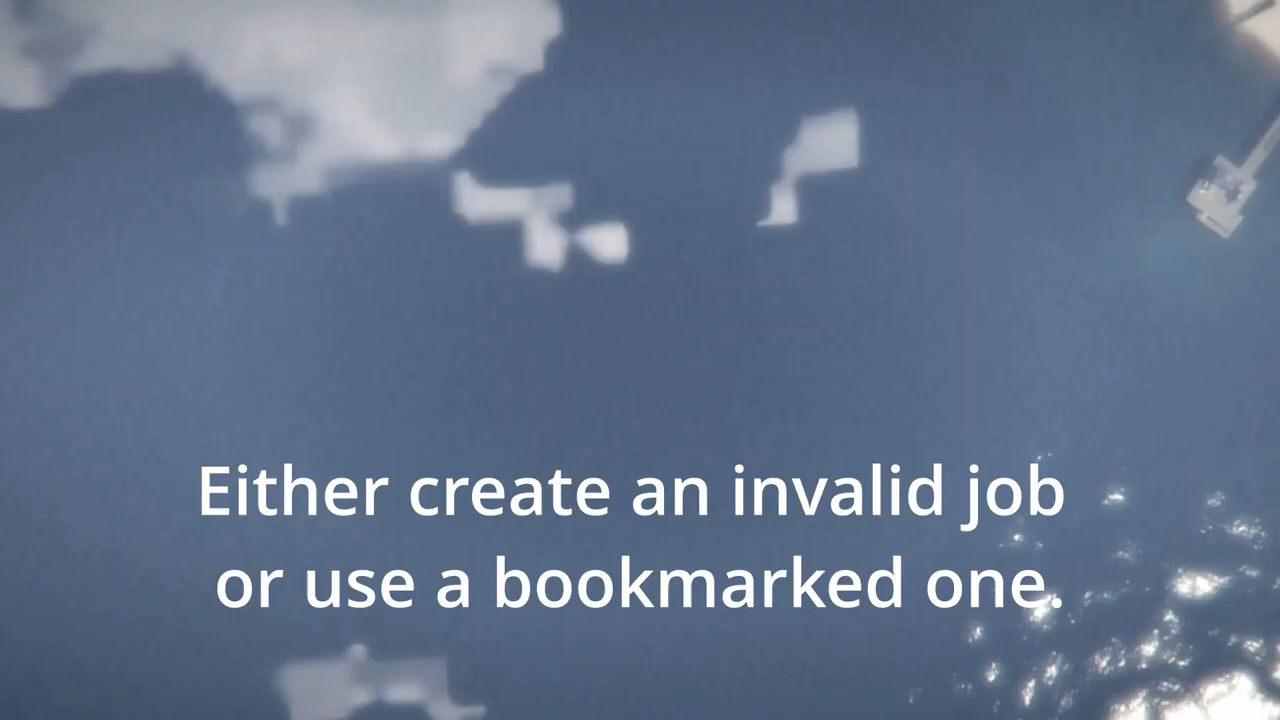 Either create an invalid job
or use a bookmarked one.